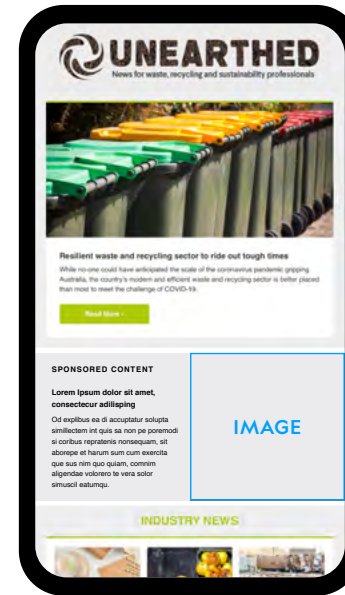 UNEARTHED
News for waste, recycling and sustainability professionals
Resilient waste and recycling sector to ride out tough times
While no-one could have anticipated the scale of the coronavirus pandemic gripping
Australia, the country's modern and efficient waste and recycling sector is better placed
than most to meet the challenge of COVID-19.
Read More ›
SPONSORED CONTENT
Lorem Ipsum dolor sit amet,
consectecur adilisping
Od explibus ea di accuptatur solupta
simillectem int quis sa non pe poremodi
si coribus repratenis nonsequam, sit
aborepe et harum sum cum exercita
que sus nim quo quiam, comnim
aligendae volorero te vera solor
simuscil eatumqu.
IMAGE
INDUSTRY NEWS